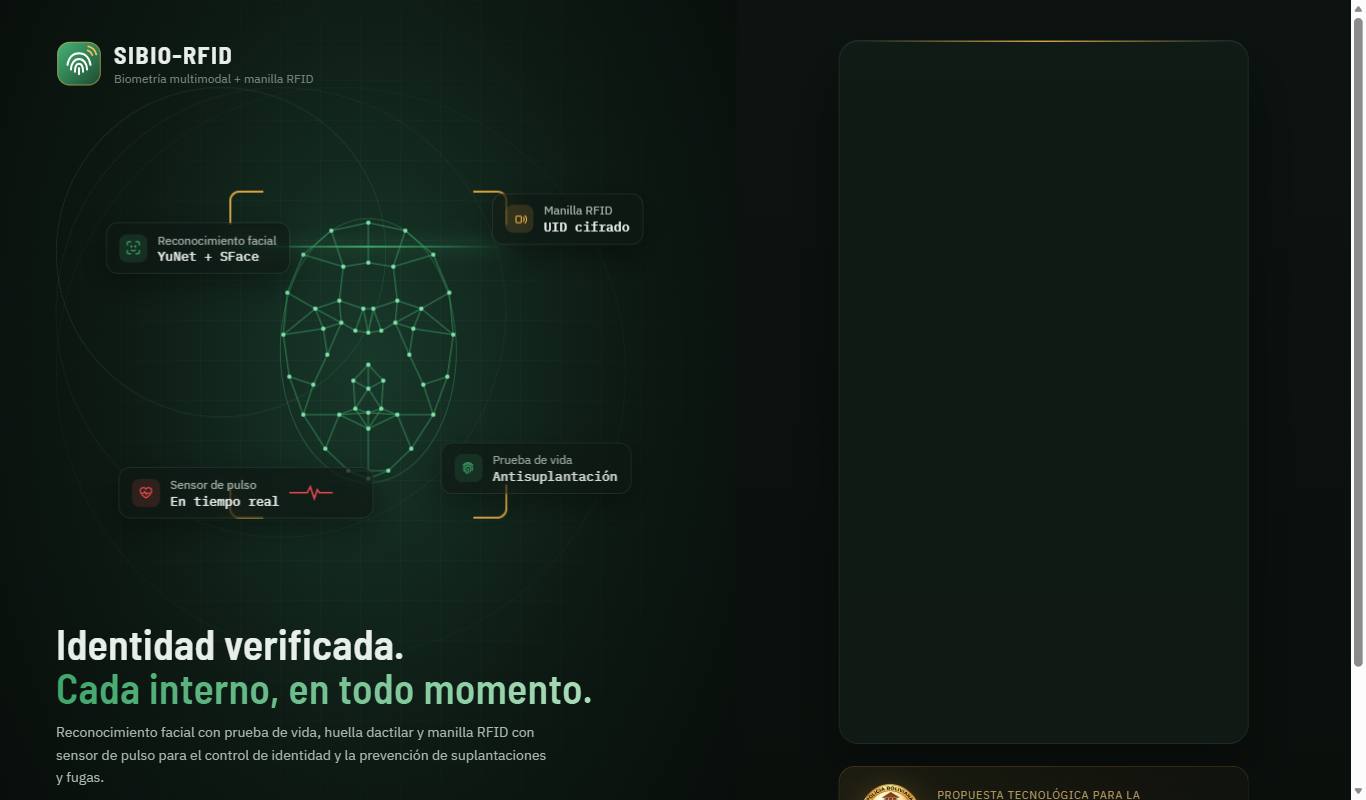 SIBIO-RFID
Biometría multimodal + manilla RFID
Manilla RFID
UID cifrado
Reconocimiento facial
YuNet + SFace
Prueba de vida
Antisuplantación
Sensor de pulso
En tiempo real
Identidad verificada.
Cada interno, en todo momento.
Reconocimiento facial con prueba de vida, huella dactilar y manilla RFID con
sensor de pulso para el control de identidad y la prevención de suplantaciones
y fugas.
POLICIA BOLIVIANA
PROPUESTA TECNOLÓGICA PARA LA